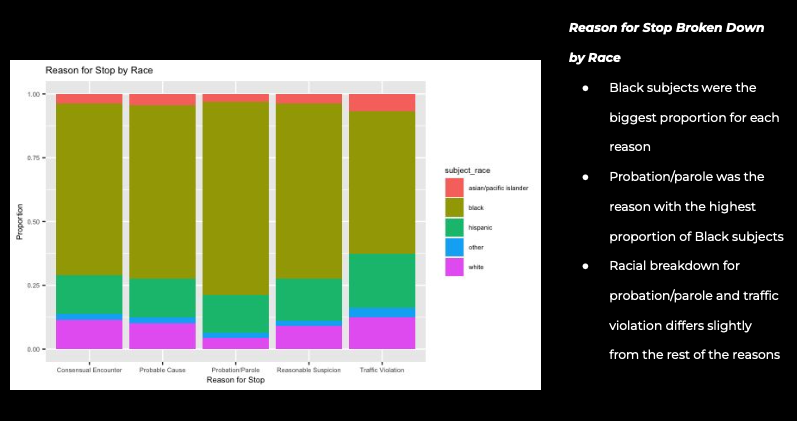 Reason for Stop Broken Down
by Race
● Black subjects were the
biggest proportion for each
reason
● Probation/parole was the
reason with the highest
proportion of Black subjects
● Racial breakdown for
probation/parole and traffic
violation differs slightly
from the rest of the reasons
Reason for Stop by Race
1.00
0.75
0.50
0.25
0.00
Proportion
Consensual Encounter
Probable Cause
Probation/Parole
Reasonable Suspicion
Traffic Violation
Reason for Stop
subject_race
asian/pacific islander
black
hispanic
other
white